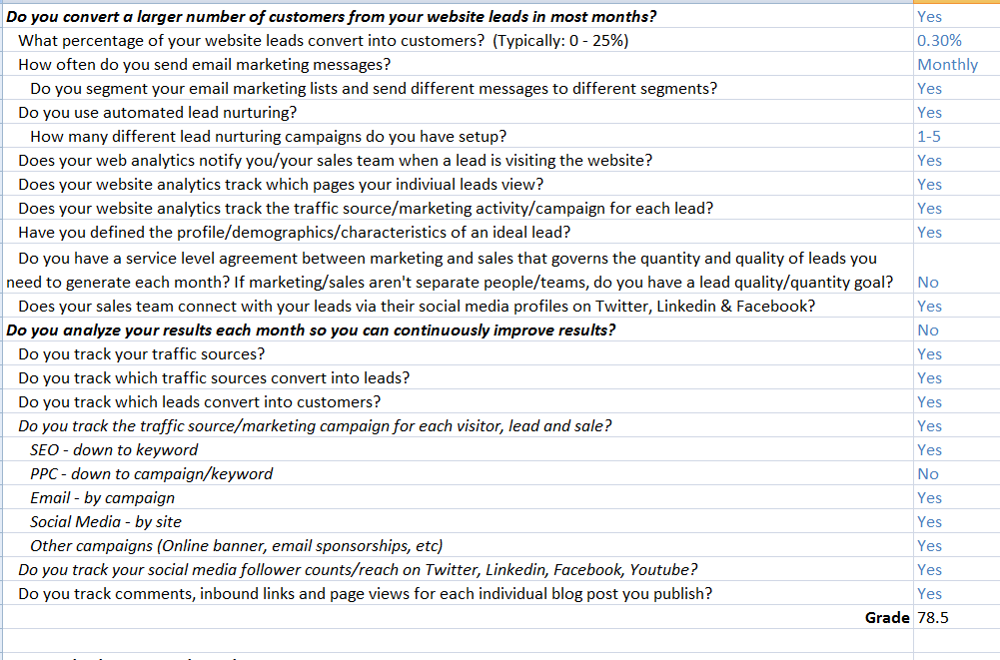 Do you convert a larger number of customers from your website leads in most months? Yes
What percentage of your website leads convert into customers? (Typically: 0 - 25%) 0.30%
How often do you send email marketing messages? Monthly
Do you segment your email marketing lists and send different messages to different segments? Yes
Do you use automated lead nurturing? Yes
How many different lead nurturing campaigns do you have setup? 1-5
Does your web analytics notify you/your sales team when a lead is visiting the website? Yes
Does your website analytics track which pages your indiviual leads view? Yes
Does your website analytics track the traffic source/marketing activity/campaign for each lead? Yes
Have you defined the profile/demographics/characteristics of an ideal lead? Yes
Do you have a service level agreement between marketing and sales that governs the quantity and quality of leads you
need to generate each month? If marketing/sales aren't separate people/teams, do you have a lead quality/quantity goal? No
Does your sales team connect with your leads via their social media profiles on Twitter, Linkedin & Facebook? Yes
Do you analyze your results each month so you can continuously improve results? No
Do you track your traffic sources? Yes
Do you track which traffic sources convert into leads? Yes
Do you track which leads convert into customers? Yes
Do you track the traffic source/marketing campaign for each visitor, lead and sale? Yes
SEO - down to keyword Yes
PPC - down to campaign/keyword No
Email - by campaign Yes
Social Media - by site Yes
Other campaigns (Online banner, email sponsorships, etc) Yes
Do you track your social media follower counts/reach on Twitter, Linkedin, Facebook, Youtube? Yes
Do you track comments, inbound links and page views for each individual blog post you publish? Yes
Grade 78.5